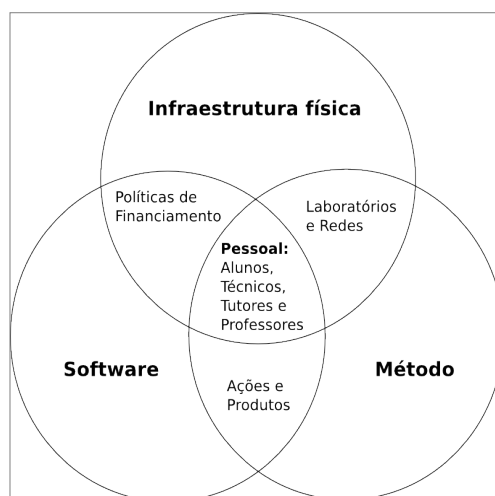 Infraestrutura física
Políticas de
Financiamento
Laboratórios
e Redes
Pessoal:
Alunos,
Técnicos,
Tutores e
Professores
Software
Método
Ações e
Produtos